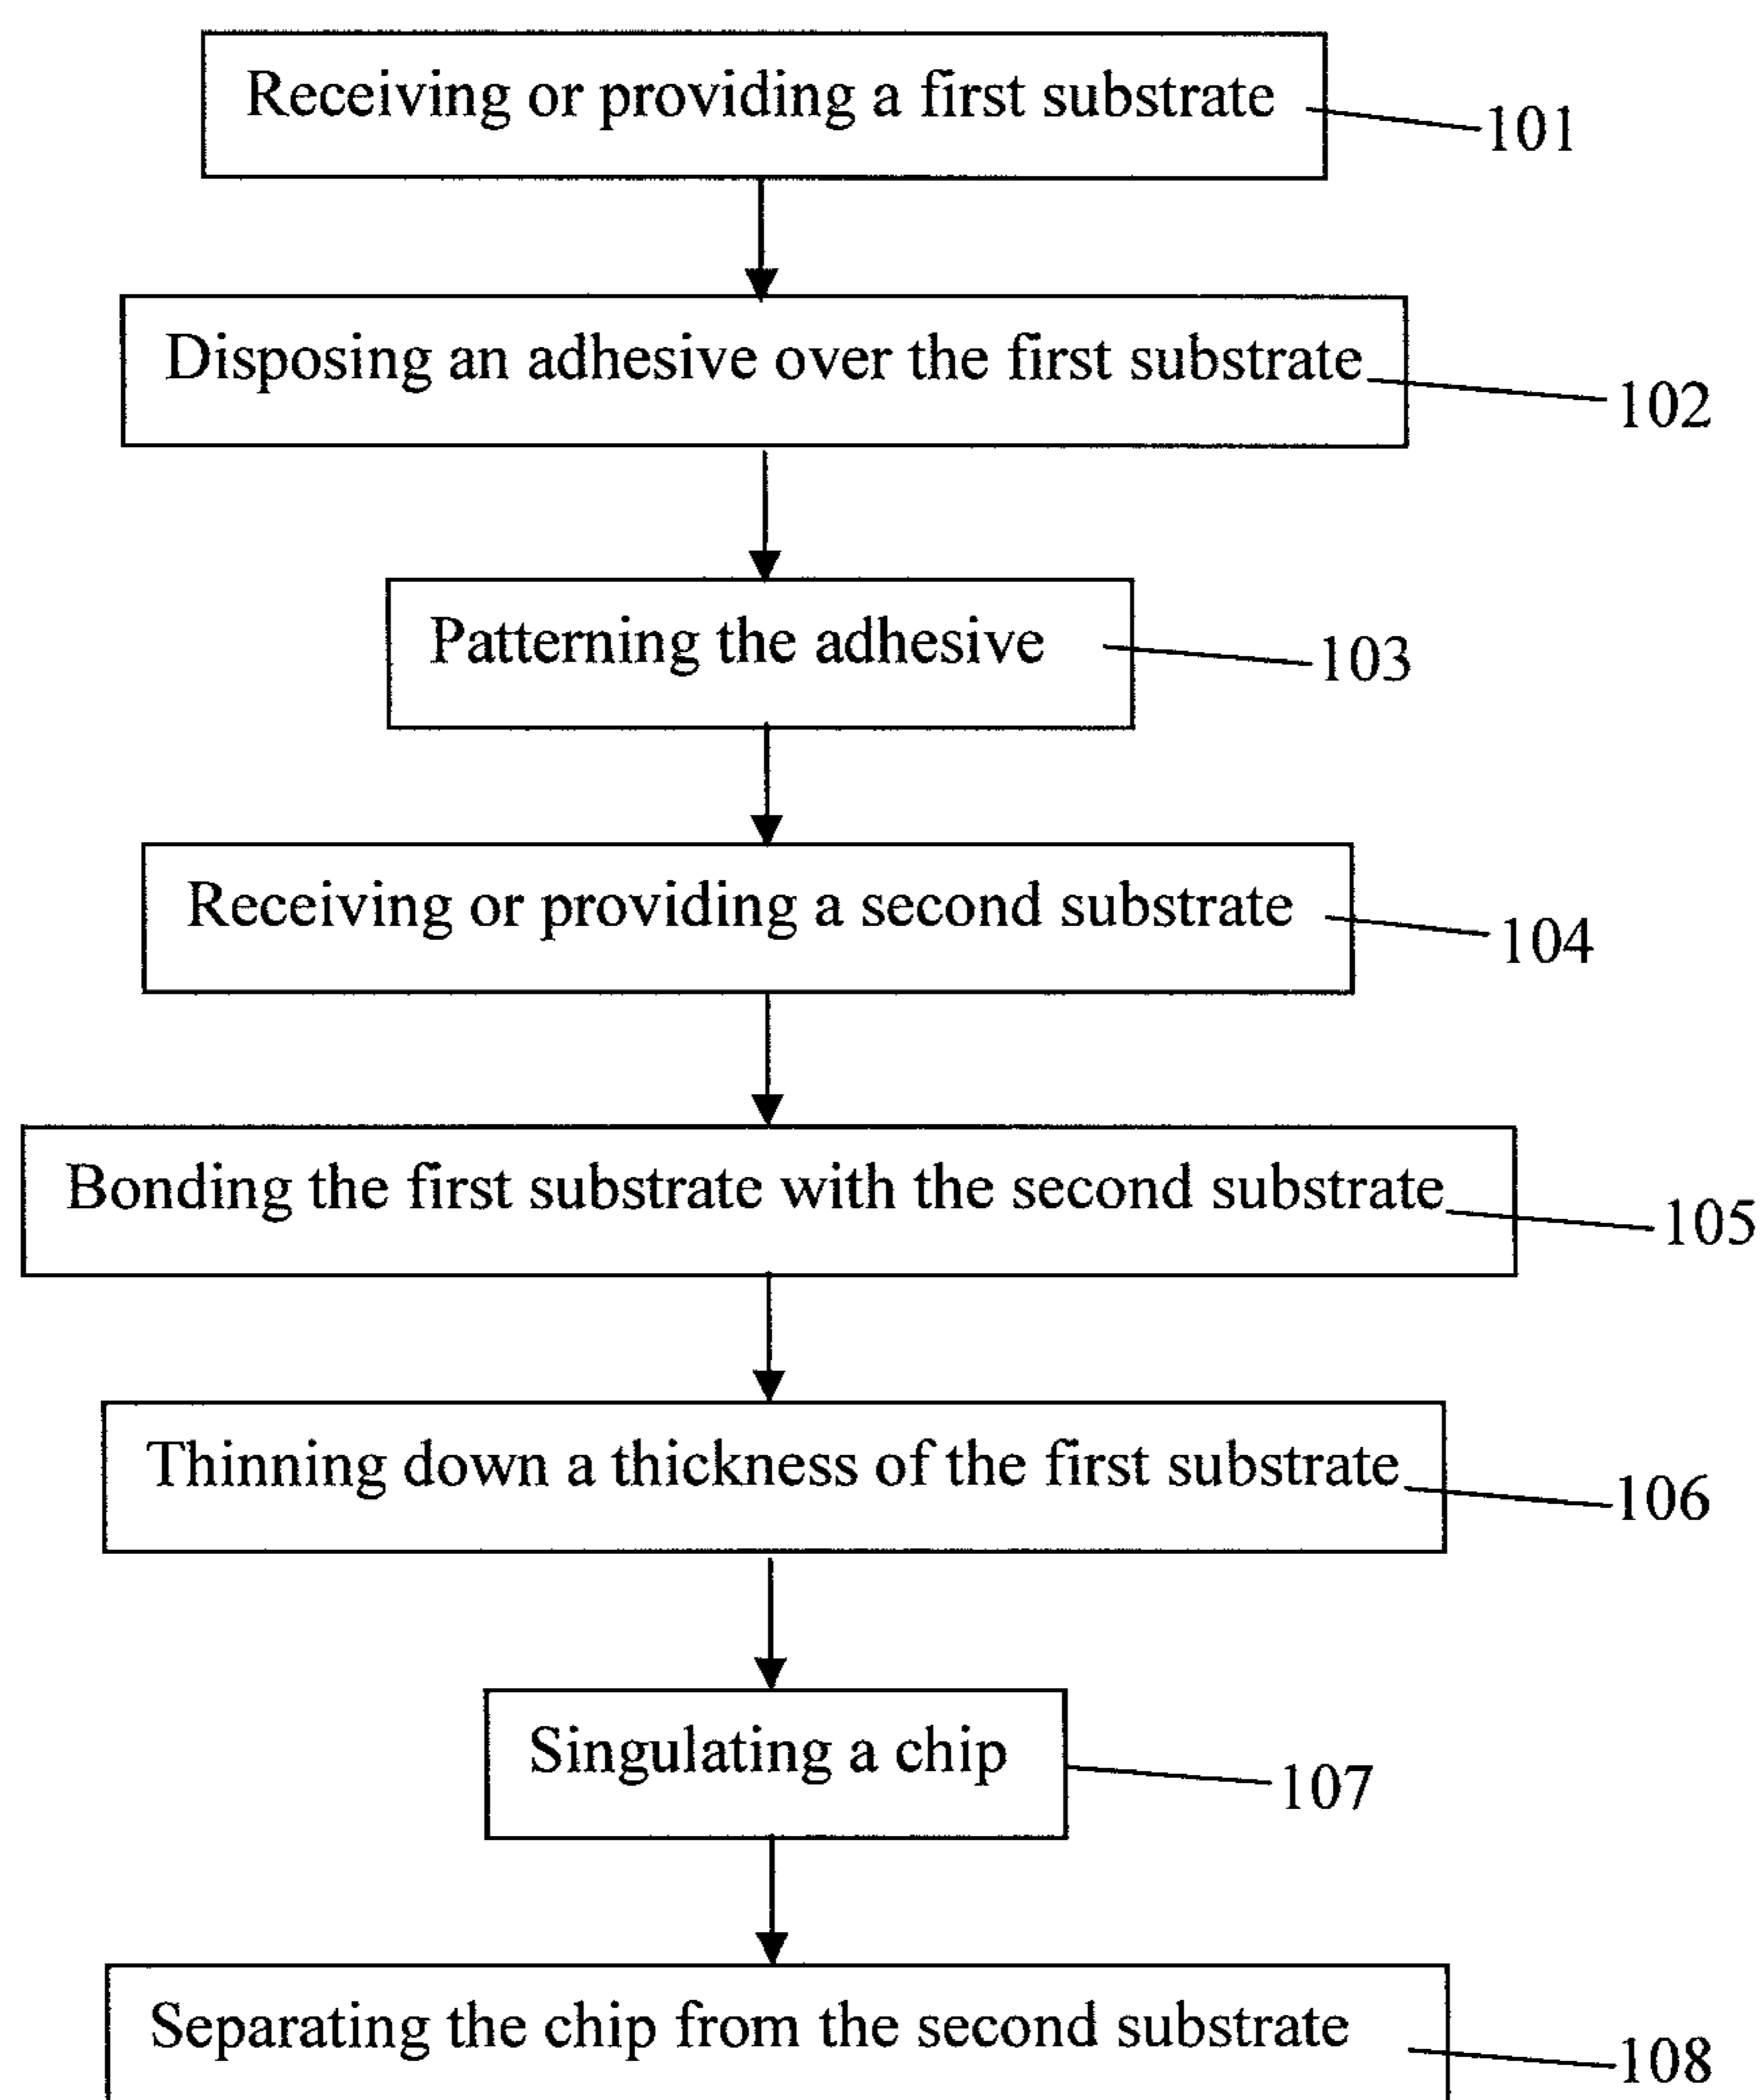 Receiving or providing a first substrate
101
Disposing an adhesive over the first substrate
102
Patterning the adhesive
103
Receiving or providing a second substrate
104
Bonding the first substrate with the second substrate
105
Thinning down a thickness of the first substrate
106
Singulating a chip
107
Separating the chip from the second substrate
108